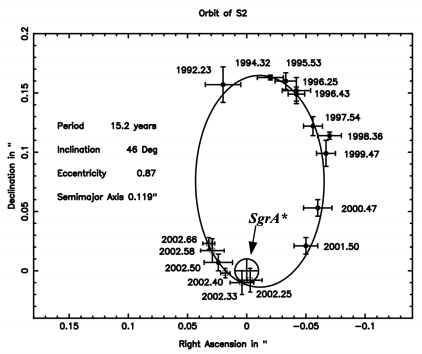 Orbit of S2
0.2
1994.32 1995.53
1992.23
1996.25
1996.43
0.15
1997.54
Period 15.2 years
1998.36
Inclination 46 Deg
1999.47
0.1
Eccentricity 0.87
Semimajor Axis 0.119"
Declination in "
2000.47
0.05
SgrA*
2002.66
2001.50
2002.58
2002.50
0
2002.40
2002.25
2002.33
0.15 0.1 0.05 0 −0.05 −0.1
Right Ascension in "